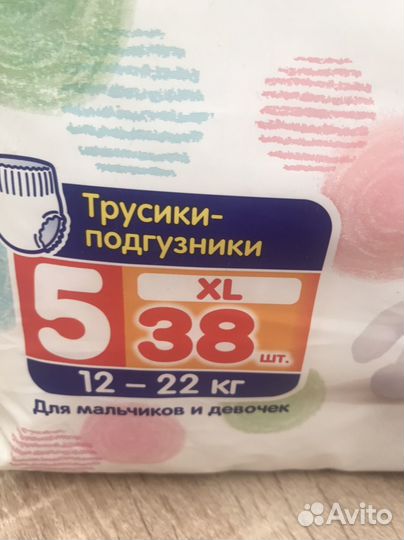 Трусики-
подгузники
5
XL
38 шт.
12 – 22 кг
Для мальчиков и девочек
Avito